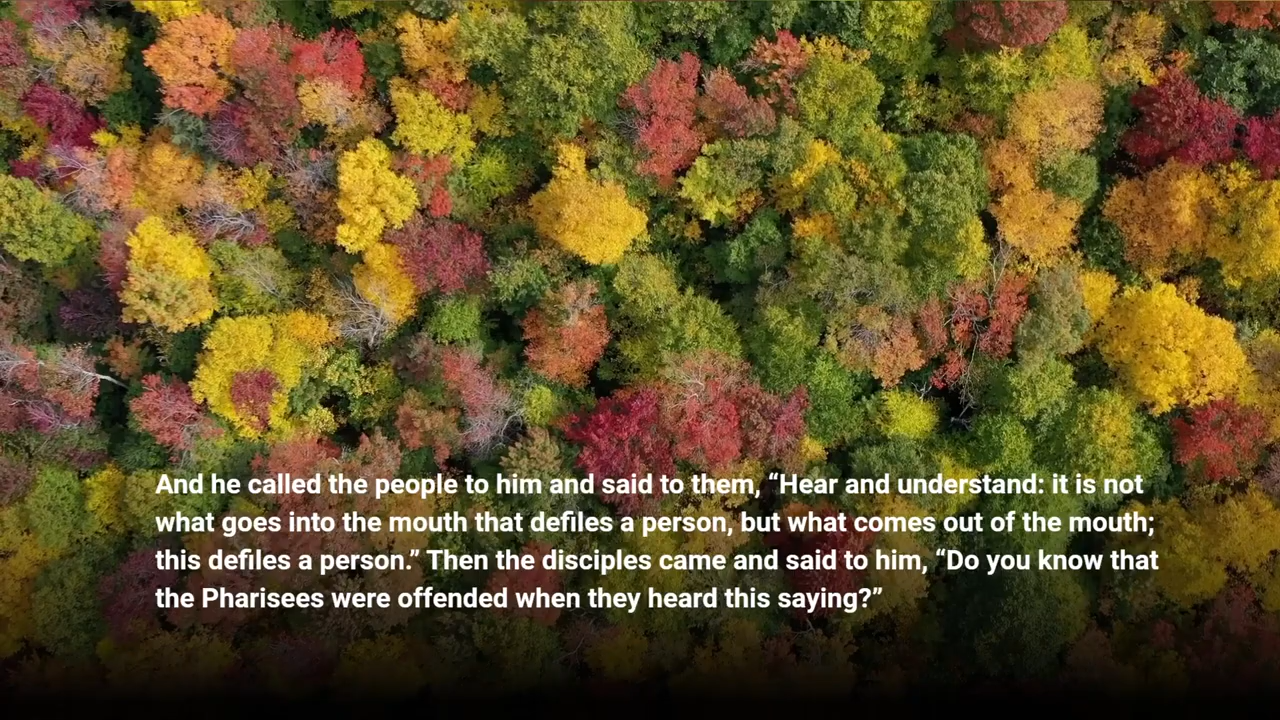 And he called the people to him and said to them, “Hear and understand: it is not
what goes into the mouth that defiles a person, but what comes out of the mouth;
this defiles a person.” Then the disciples came and said to him, “Do you know that
the Pharisees were offended when they heard this saying?”